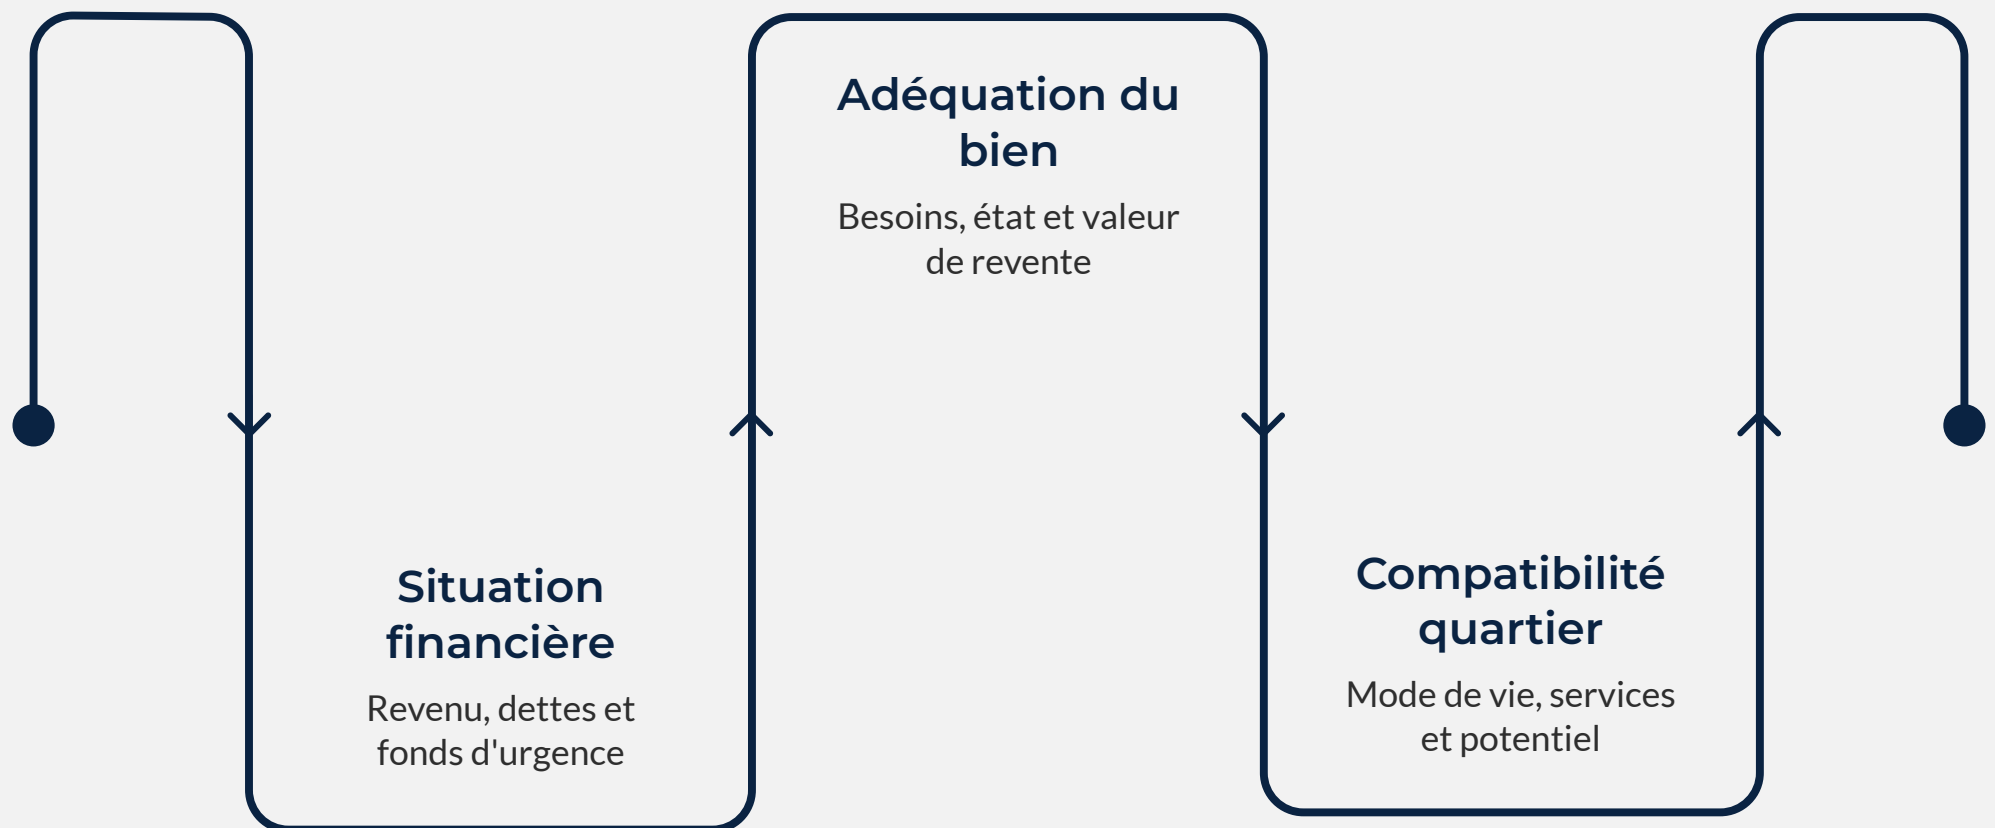 Situation
financière
Revenu, dettes et
fonds d'urgence
Adéquation du
bien
Besoins, état et valeur
de revente
Compatibilité
quartier
Mode de vie, services
et potentiel